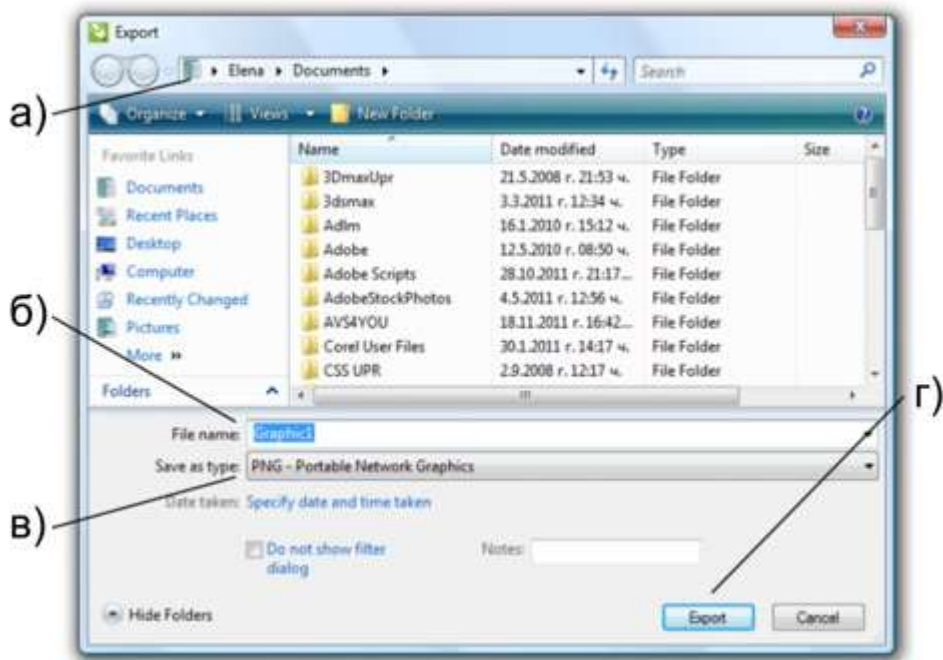 Export
Elena Documents Search
а)
Organize Views New Folder
Favorite Links
Documents
Recent Places
Desktop
Computer
Recently Changed
Pictures
More
Folders
Name Date modified Type Size
3DmaxUpr 21.5.2008 г. 21:53 ч. File Folder
3dsmax 3.3.2011 г. 12:34 ч. File Folder
Adlm 16.1.2010 г. 15:12 ч. File Folder
Adobe 12.5.2010 г. 08:50 ч. File Folder
Adobe Scripts 28.10.2011 г. 21:17... File Folder
AdobeStockPhotos 4.5.2011 г. 12:56 ч. File Folder
AVS4YOU 18.11.2011 г. 16:42... File Folder
Corel User Files 30.1.2011 г. 14:17 ч. File Folder
CSS UPR 2.9.2008 г. 12:17 ч. File Folder
б)
г)
File name: Graphic1
Save as type: PNG - Portable Network Graphics
в)
Date taken: Specify date and time taken
Do not show filter
dialog
Notes:
Hide Folders Export Cancel